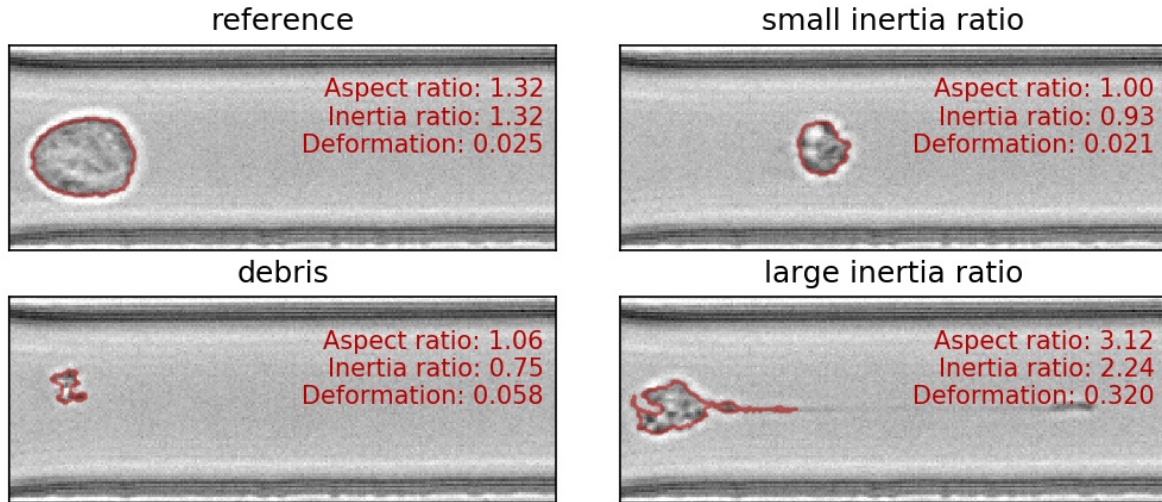 reference
Aspect ratio: 1.32
Inertia ratio: 1.32
Deformation: 0.025
small inertia ratio
Aspect ratio: 1.00
Inertia ratio: 0.93
Deformation: 0.021
debris
Aspect ratio: 1.06
Inertia ratio: 0.75
Deformation: 0.058
large inertia ratio
Aspect ratio: 3.12
Inertia ratio: 2.24
Deformation: 0.320